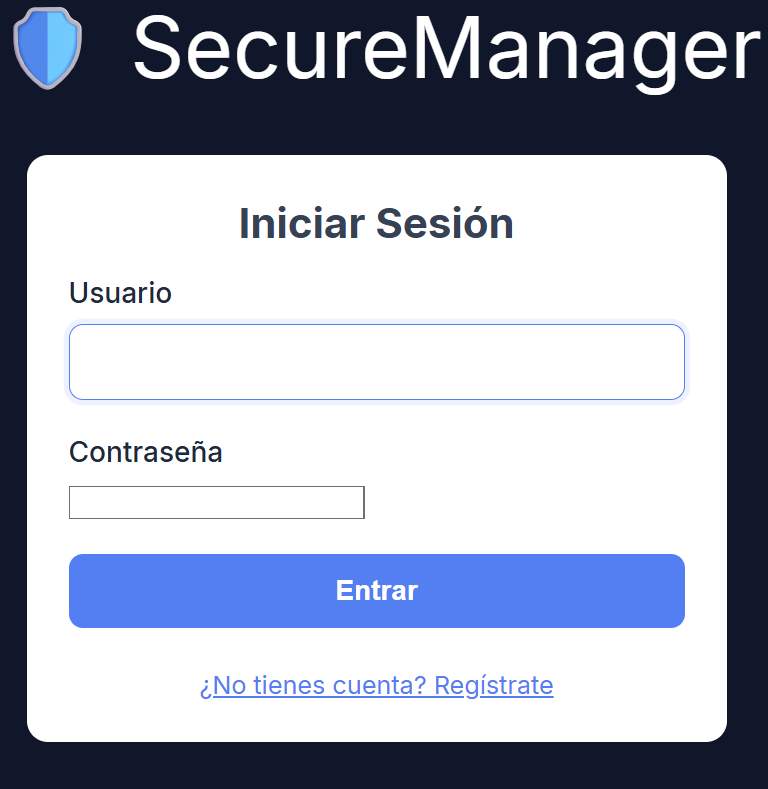 SecureManager
Iniciar Sesión
Usuario
Contraseña
Entrar
¿No tienes cuenta? Regístrate